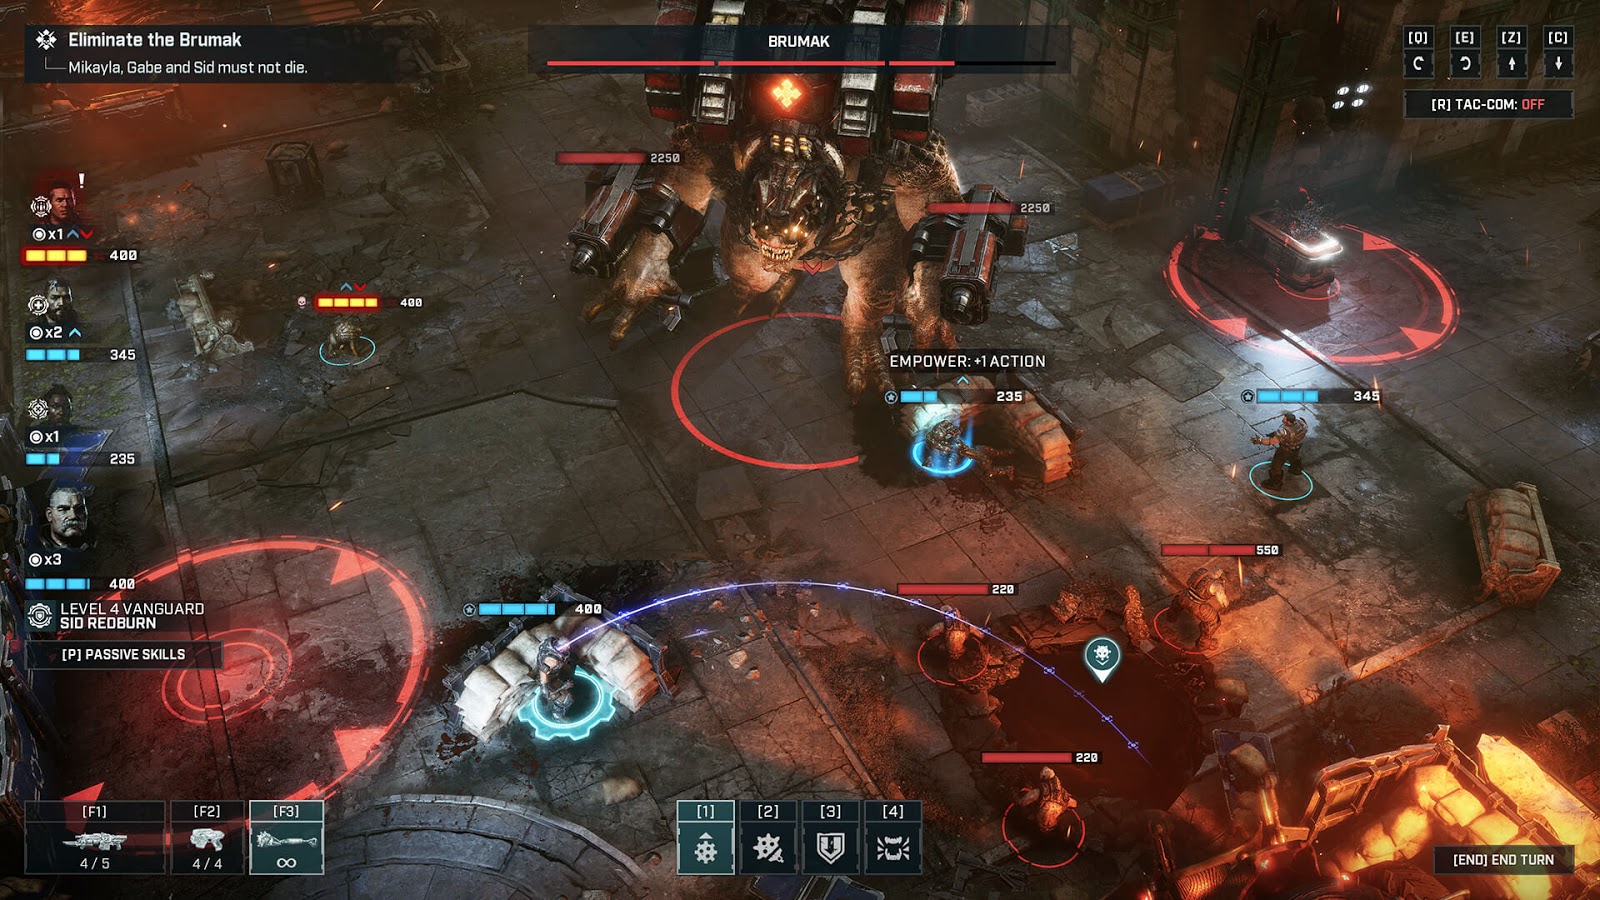 Eliminate the Brumak
Mikayla, Gabe and Sid must not die.
BRUMAK
[Q] [E] [Z] [C]
[R] TAC-COM: OFF
2250
2250
!
x1
400
x2
345
x1
235
x3
400
LEVEL 4 VANGUARD
SID REDBURN
[P] PASSIVE SKILLS
400
EMPOWER: +1 ACTION
235
345
550
220
400
220
[F1] [F2] [F3]
4/5 4/4 ∞
[1] [2] [3] [4]
[END] END TURN